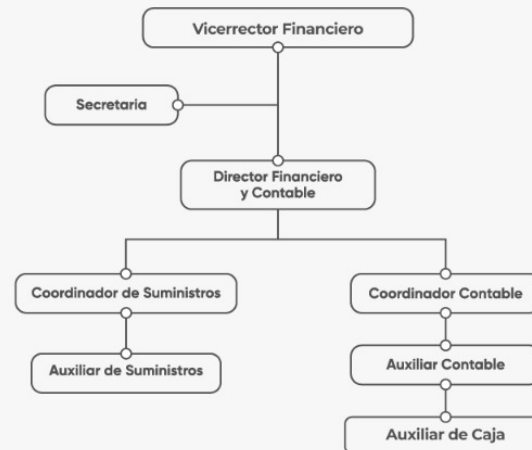 Vicerrector Financiero
Secretaria
Director Financiero
y Contable
Coordinador de Suministros
Coordinador Contable
Auxiliar de Suministros
Auxiliar Contable
Auxiliar de Caja